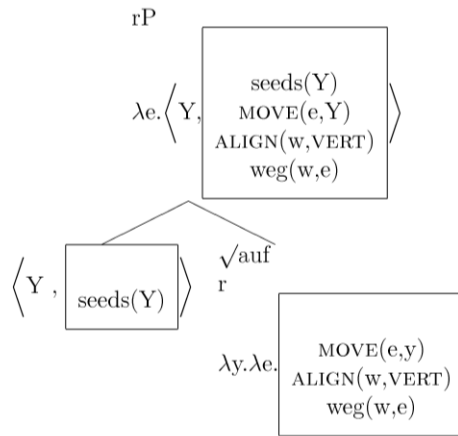 rP
seeds(Y)
MOVE(e,Y)
λe.⟨Y,
ALIGN(w,VERT)
weg(w,e)
⟩
√auf
⟨Y , seeds(Y)⟩
r
MOVE(e,y)
λy.λe.
ALIGN(w,VERT)
weg(w,e)